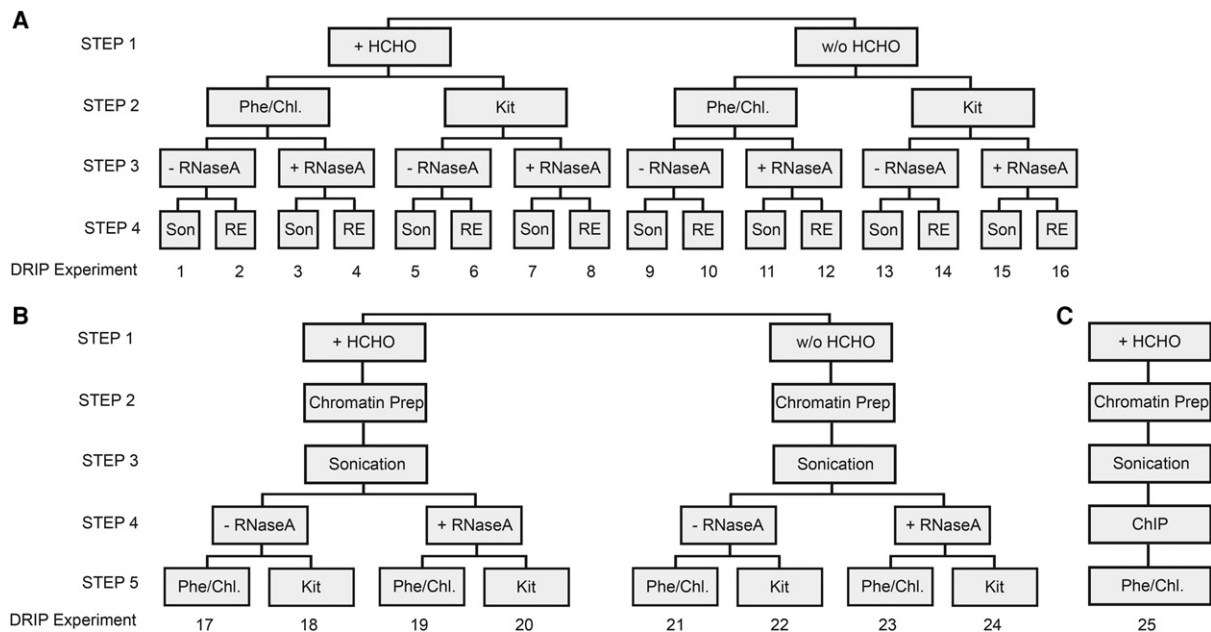 A
STEP 1
+ HCHO
w/o HCHO
STEP 2
Phe/Chl.
Kit
Phe/Chl.
Kit
STEP 3
- RNaseA
+ RNaseA
- RNaseA
+ RNaseA
- RNaseA
+ RNaseA
- RNaseA
+ RNaseA
STEP 4
Son
RE
Son
RE
Son
RE
Son
RE
Son
RE
Son
RE
Son
RE
Son
RE
DRIP Experiment 1 2 3 4 5 6 7 8 9 10 11 12 13 14 15 16
B
STEP 1
+ HCHO
w/o HCHO
STEP 2
Chromatin Prep
Chromatin Prep
STEP 3
Sonication
Sonication
STEP 4
- RNaseA
+ RNaseA
- RNaseA
+ RNaseA
STEP 5
Phe/Chl.
Kit
Phe/Chl.
Kit
Phe/Chl.
Kit
Phe/Chl.
Kit
DRIP Experiment 17 18 19 20 21 22 23 24
C
+ HCHO
Chromatin Prep
Sonication
ChIP
Phe/Chl.
25